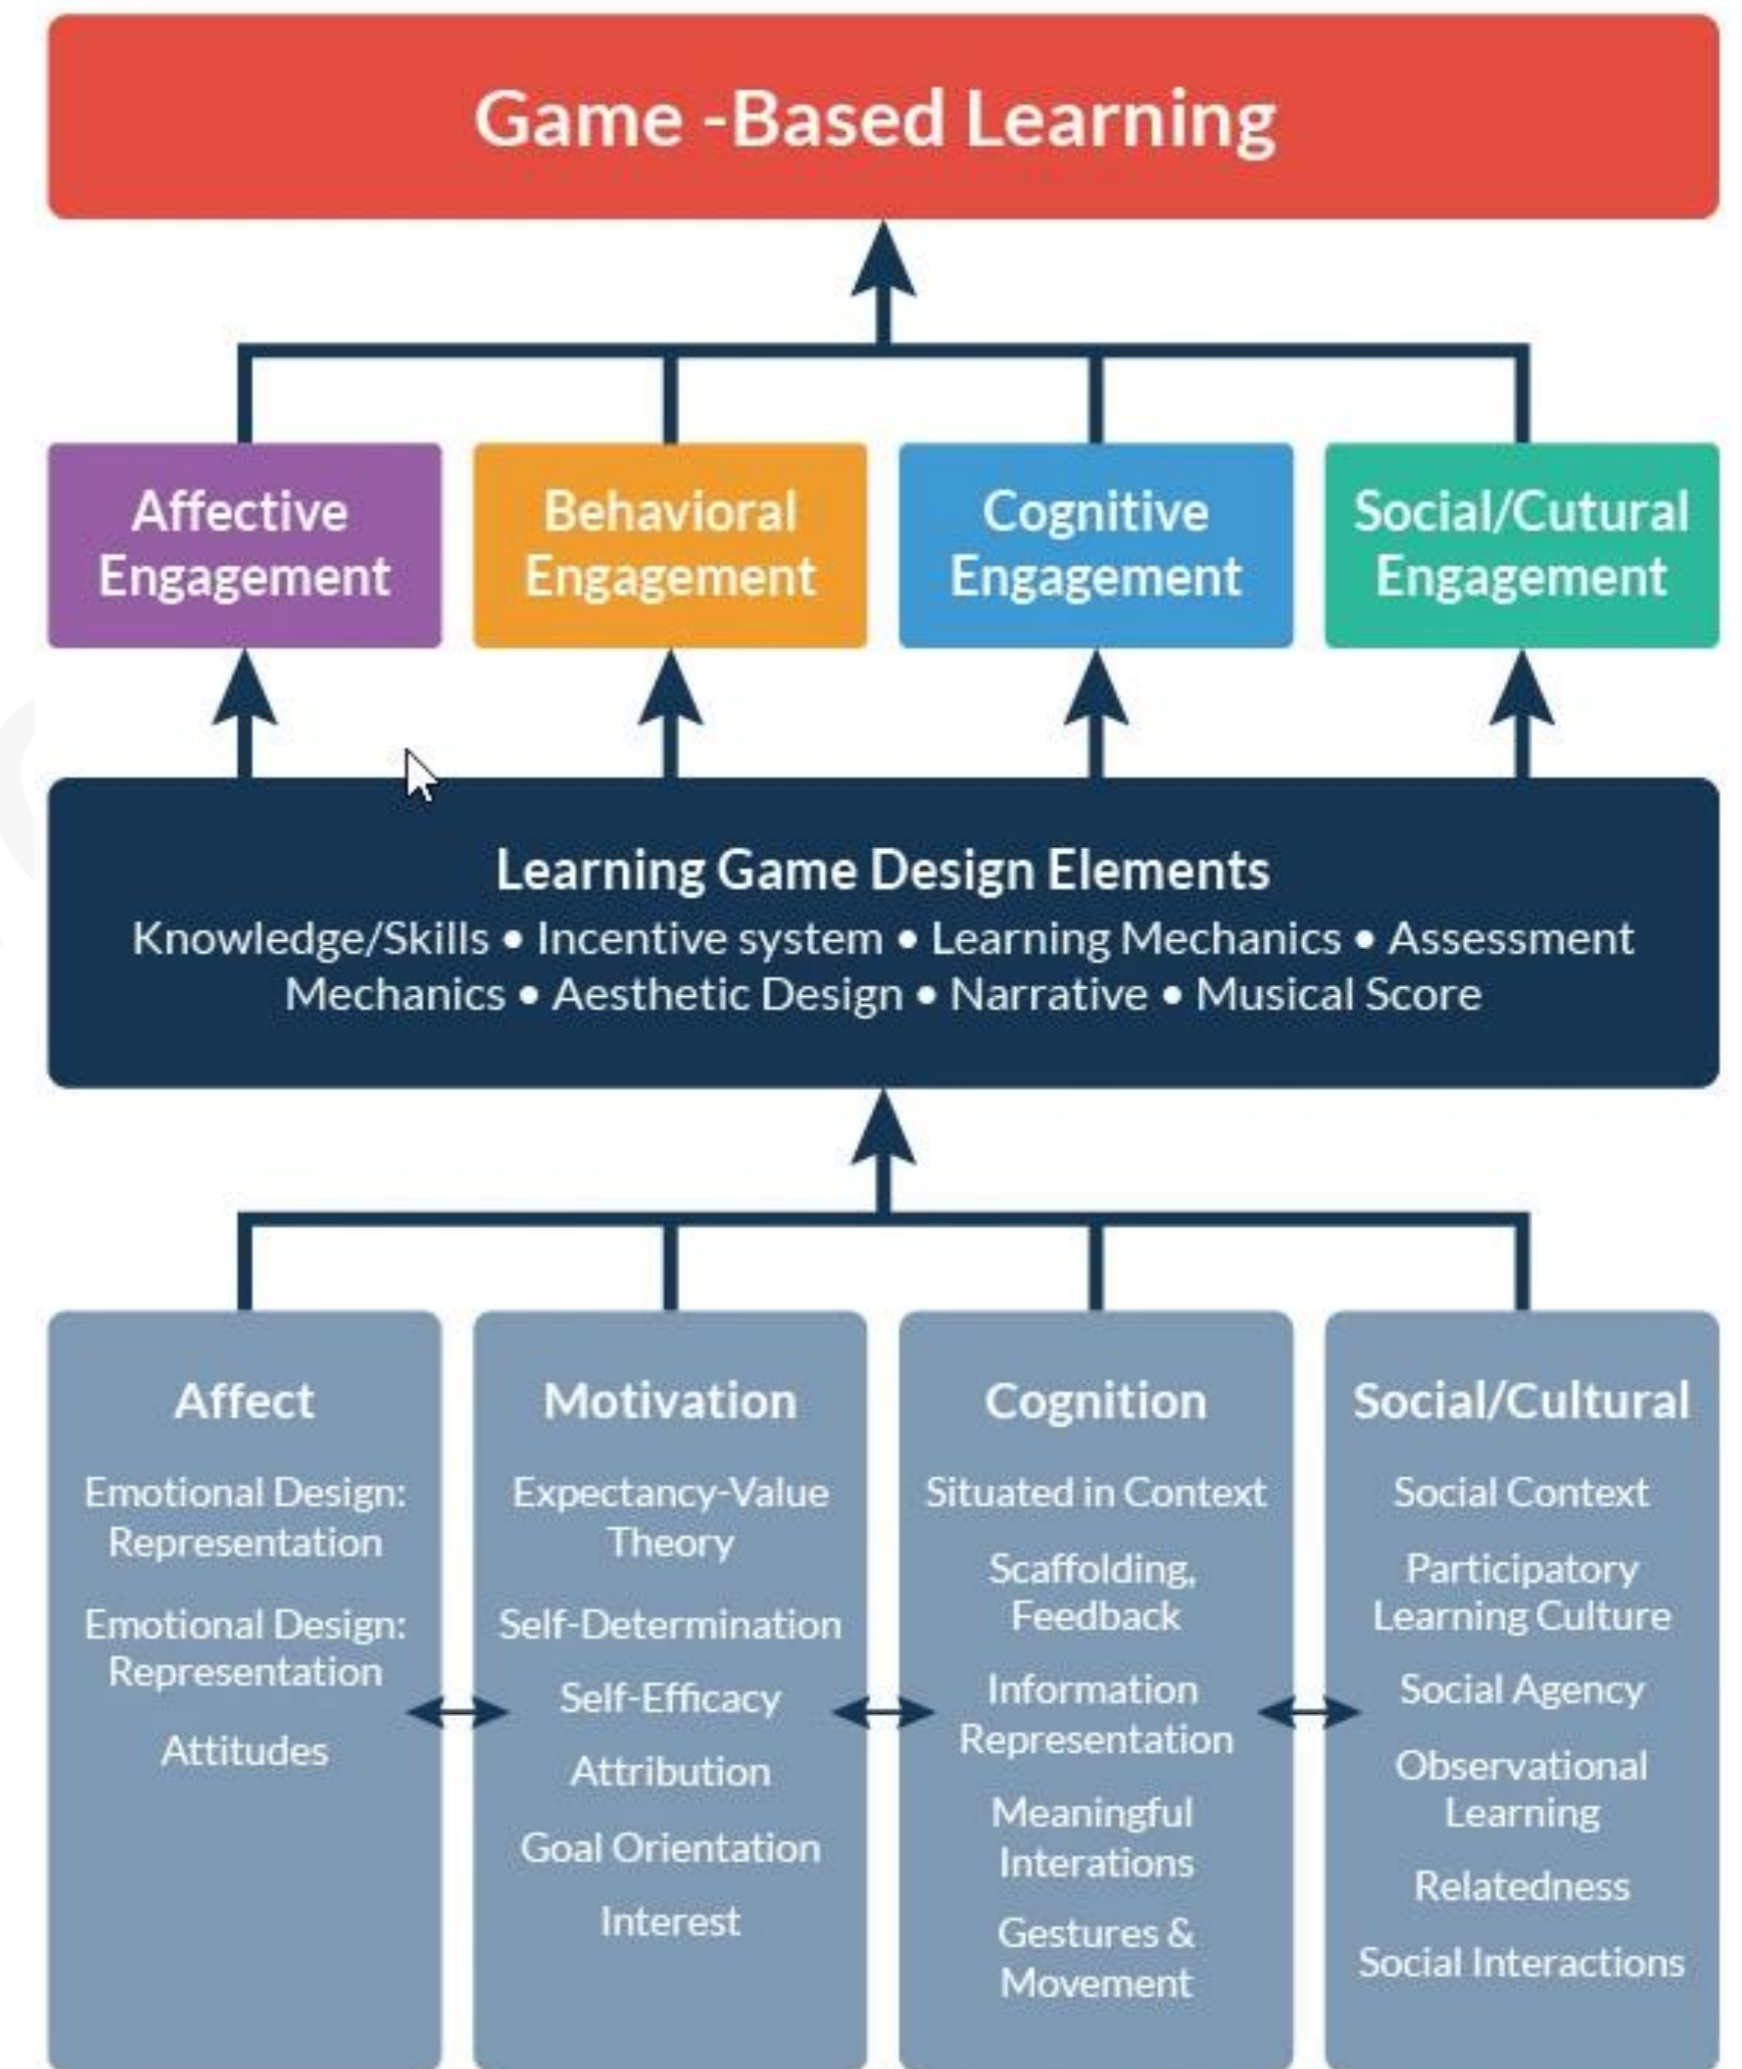 Game -Based Learning
Affective
Engagement
Behavioral
Engagement
Cognitive
Engagement
Social/Cutural
Engagement
Learning Game Design Elements
Knowledge/Skills • Incentive system • Learning Mechanics • Assessment
Mechanics • Aesthetic Design • Narrative • Musical Score
Affect
Emotional Design:
Representation
Emotional Design:
Representation
Attitudes
Motivation
Expectancy-Value
Theory
Self-Determination
Self-Efficacy
Attribution
Goal Orientation
Interest
Cognition
Situated in Context
Scaffolding,
Feedback
Information
Representation
Meaningful
Interations
Gestures &
Movement
Social/Cultural
Social Context
Participatory
Learning Culture
Social Agency
Observational
Learning
Relatedness
Social Interactions